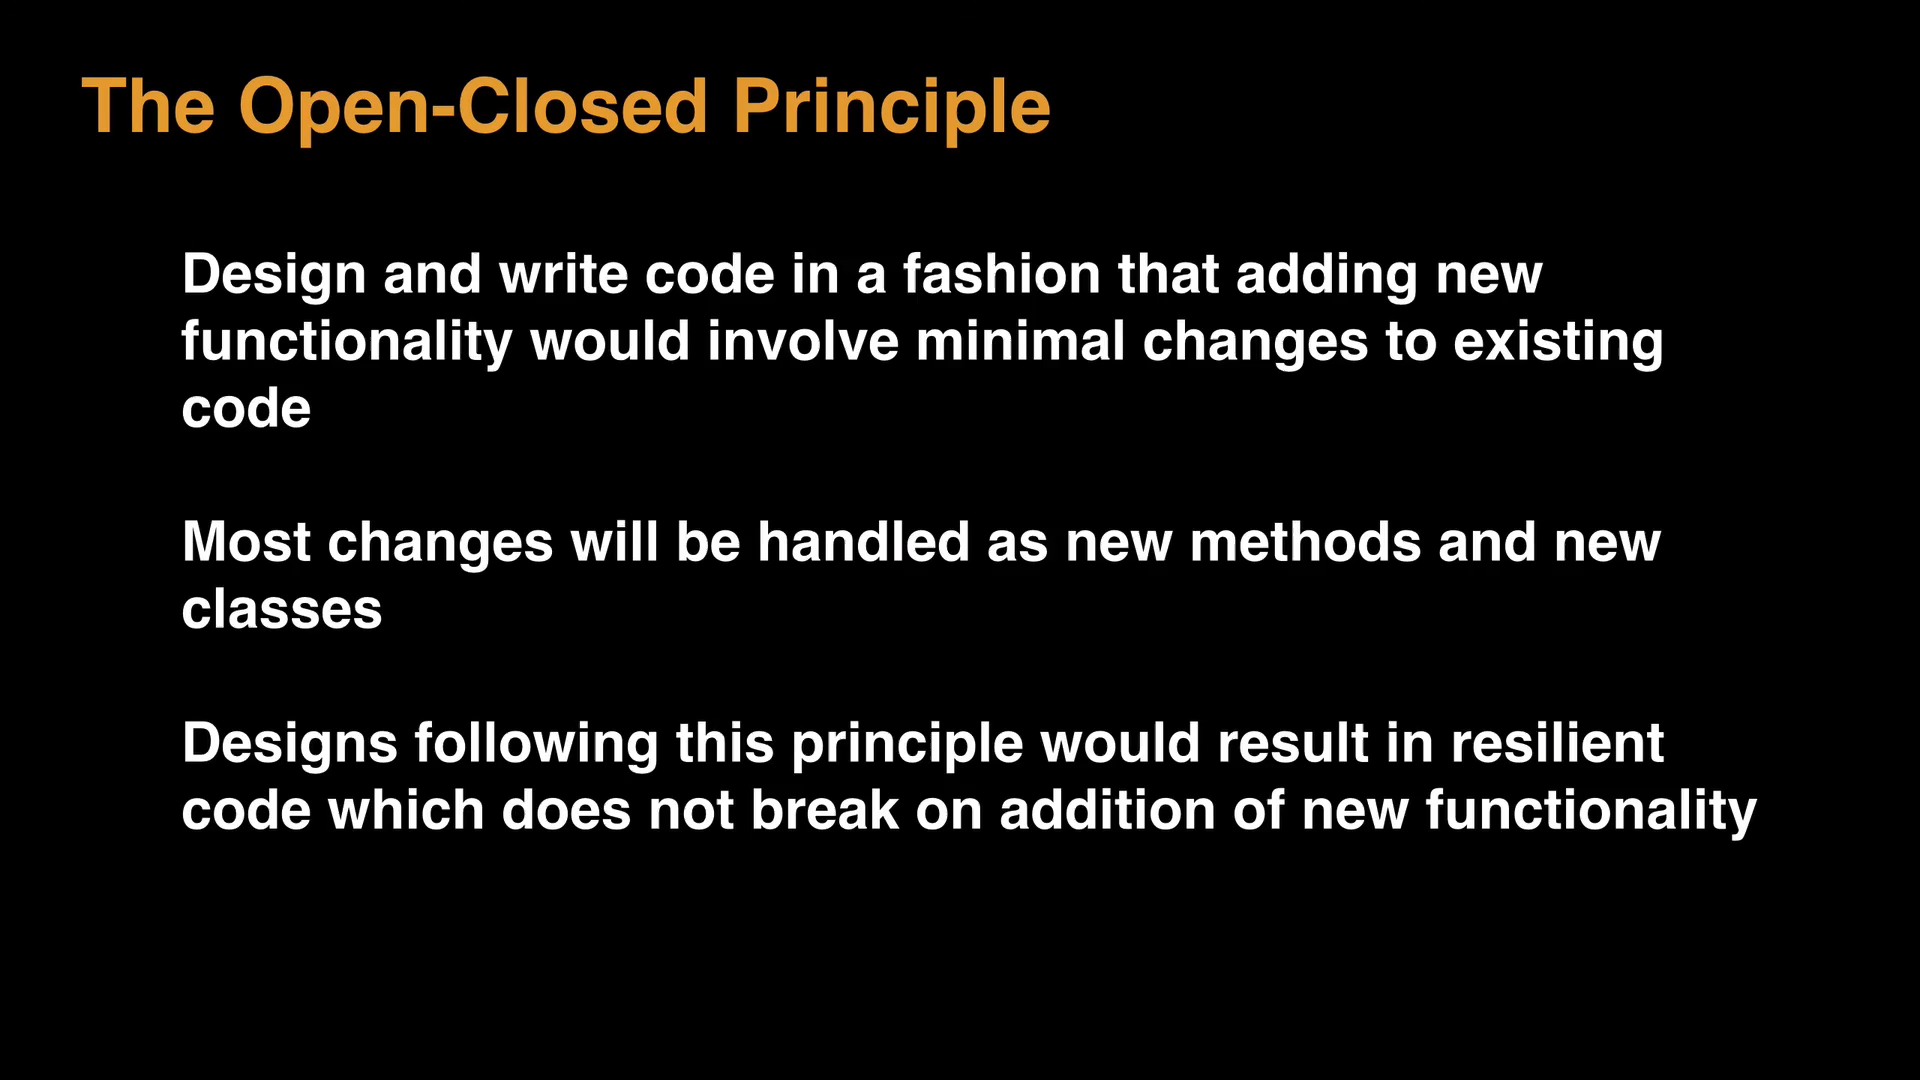 The Open-Closed Principle
Design and write code in a fashion that adding new
functionality would involve minimal changes to existing
code
Most changes will be handled as new methods and new
classes
Designs following this principle would result in resilient
code which does not break on addition of new functionality